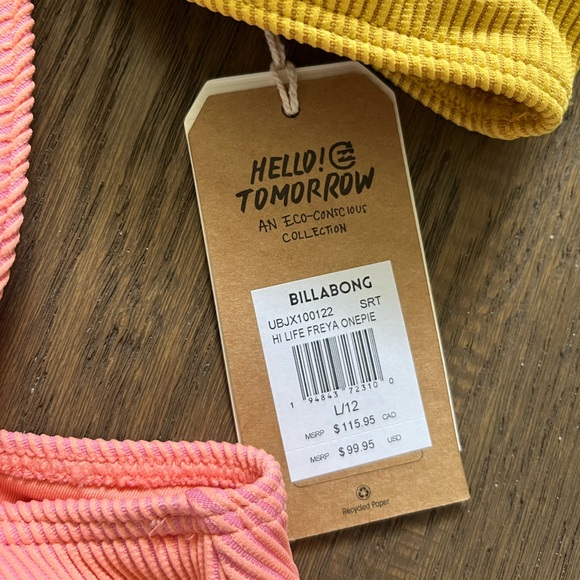 HELLO!
TOMORROW
AN ECO-CONSCIOUS
COLLECTION
BILLABONG
UBJX100122 SRT
HI LIFE FREYA ONEPIE
1 94843 72310 0
L/12
MSRP $115.95 CAD
MSRP $99.95 USD
Recycled Paper